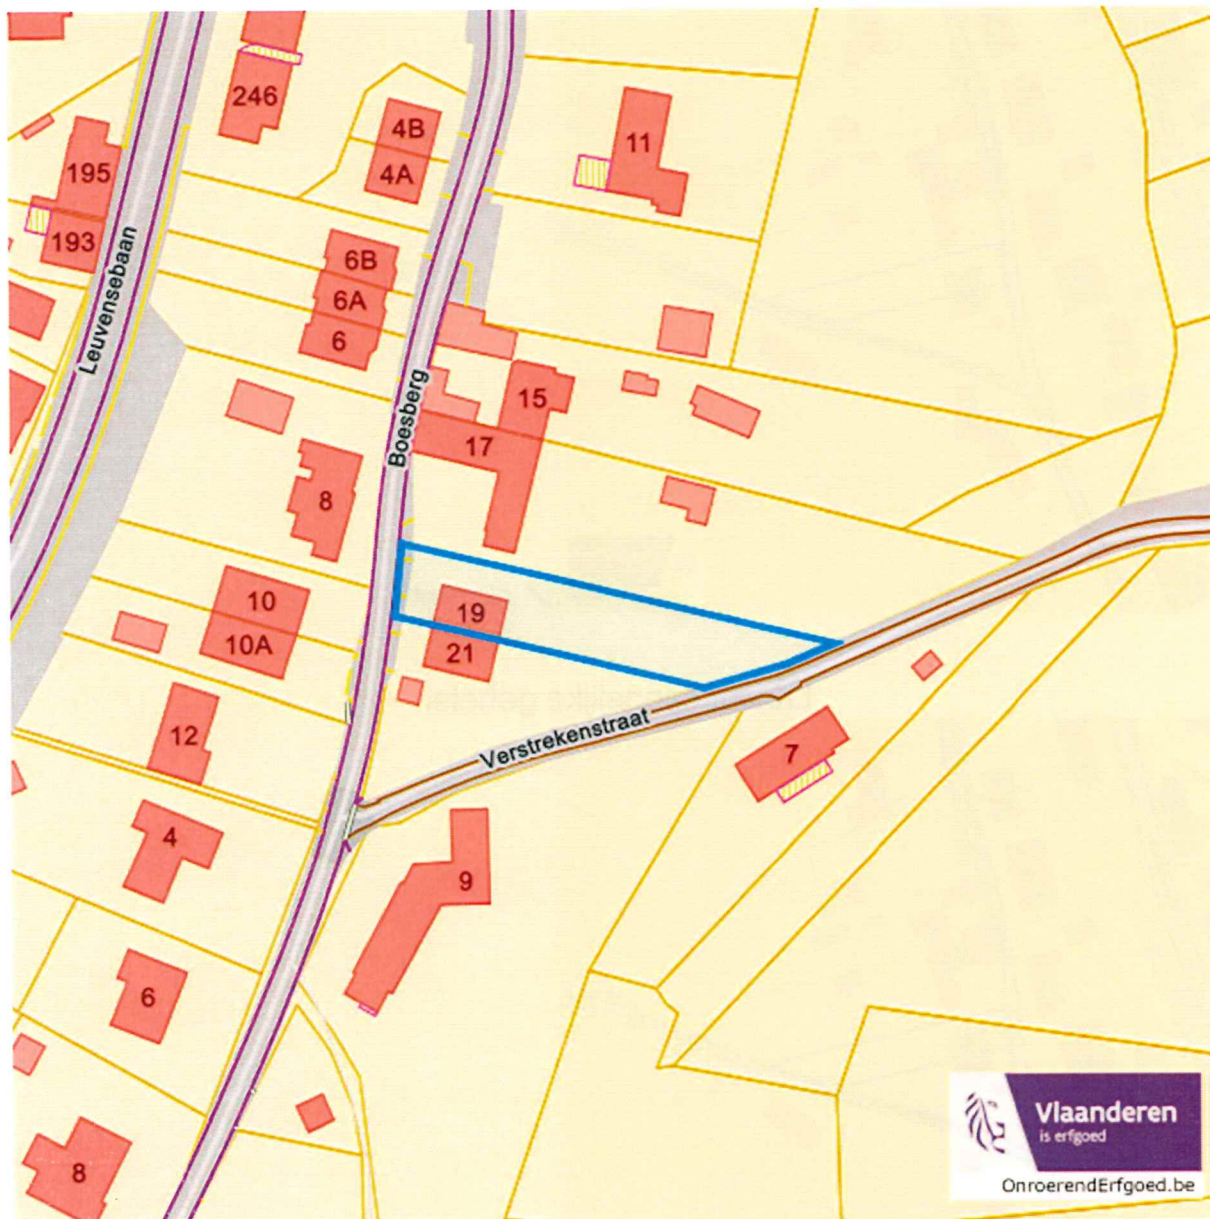 246
4B
4A
11
195
193
Leuvensebaan
6B
6A
6
15
17
Boesberg
8
10
10A
19
21
12
Verstrekenstraat
7
4
9
6
8
Vlaanderen
is erfgoed
OnroerendErfgoed.be